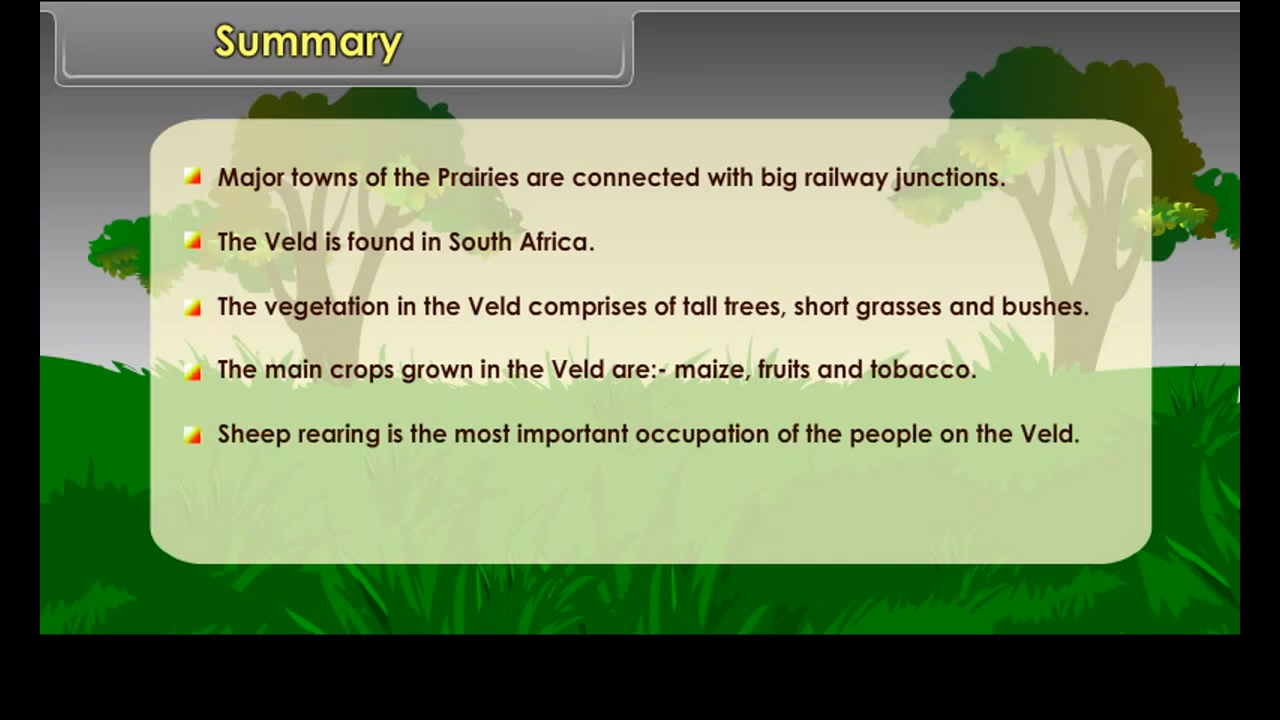 Summary
Major towns of the Prairies are connected with big railway junctions.
The Veld is found in South Africa.
The vegetation in the Veld comprises of tall trees, short grasses and bushes.
The main crops grown in the Veld are:- maize, fruits and tobacco.
Sheep rearing is the most important occupation of the people on the Veld.